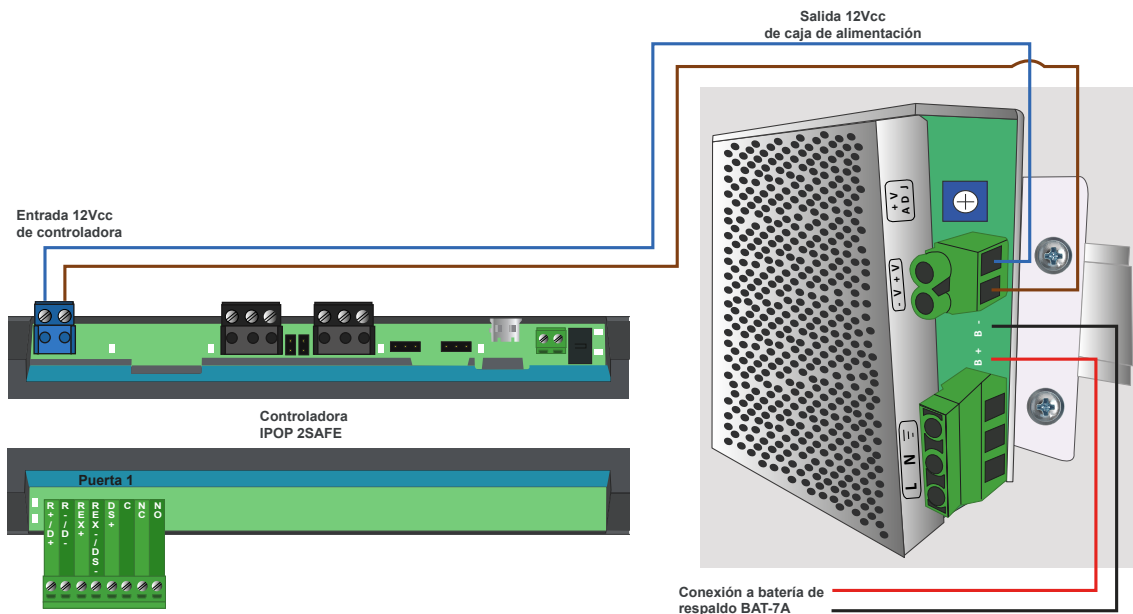 Salida 12Vcc
de caja de alimentación
Entrada 12Vcc
de controladora
+V
ADJ
- V + V
B -
B +
L N
Controladora
IPOP 2SAFE
Puerta 1
R+/D+
R-/D-
REX+
REX-/DS-
DS+
C
NC
NO
Conexión a batería de
respaldo BAT-7A